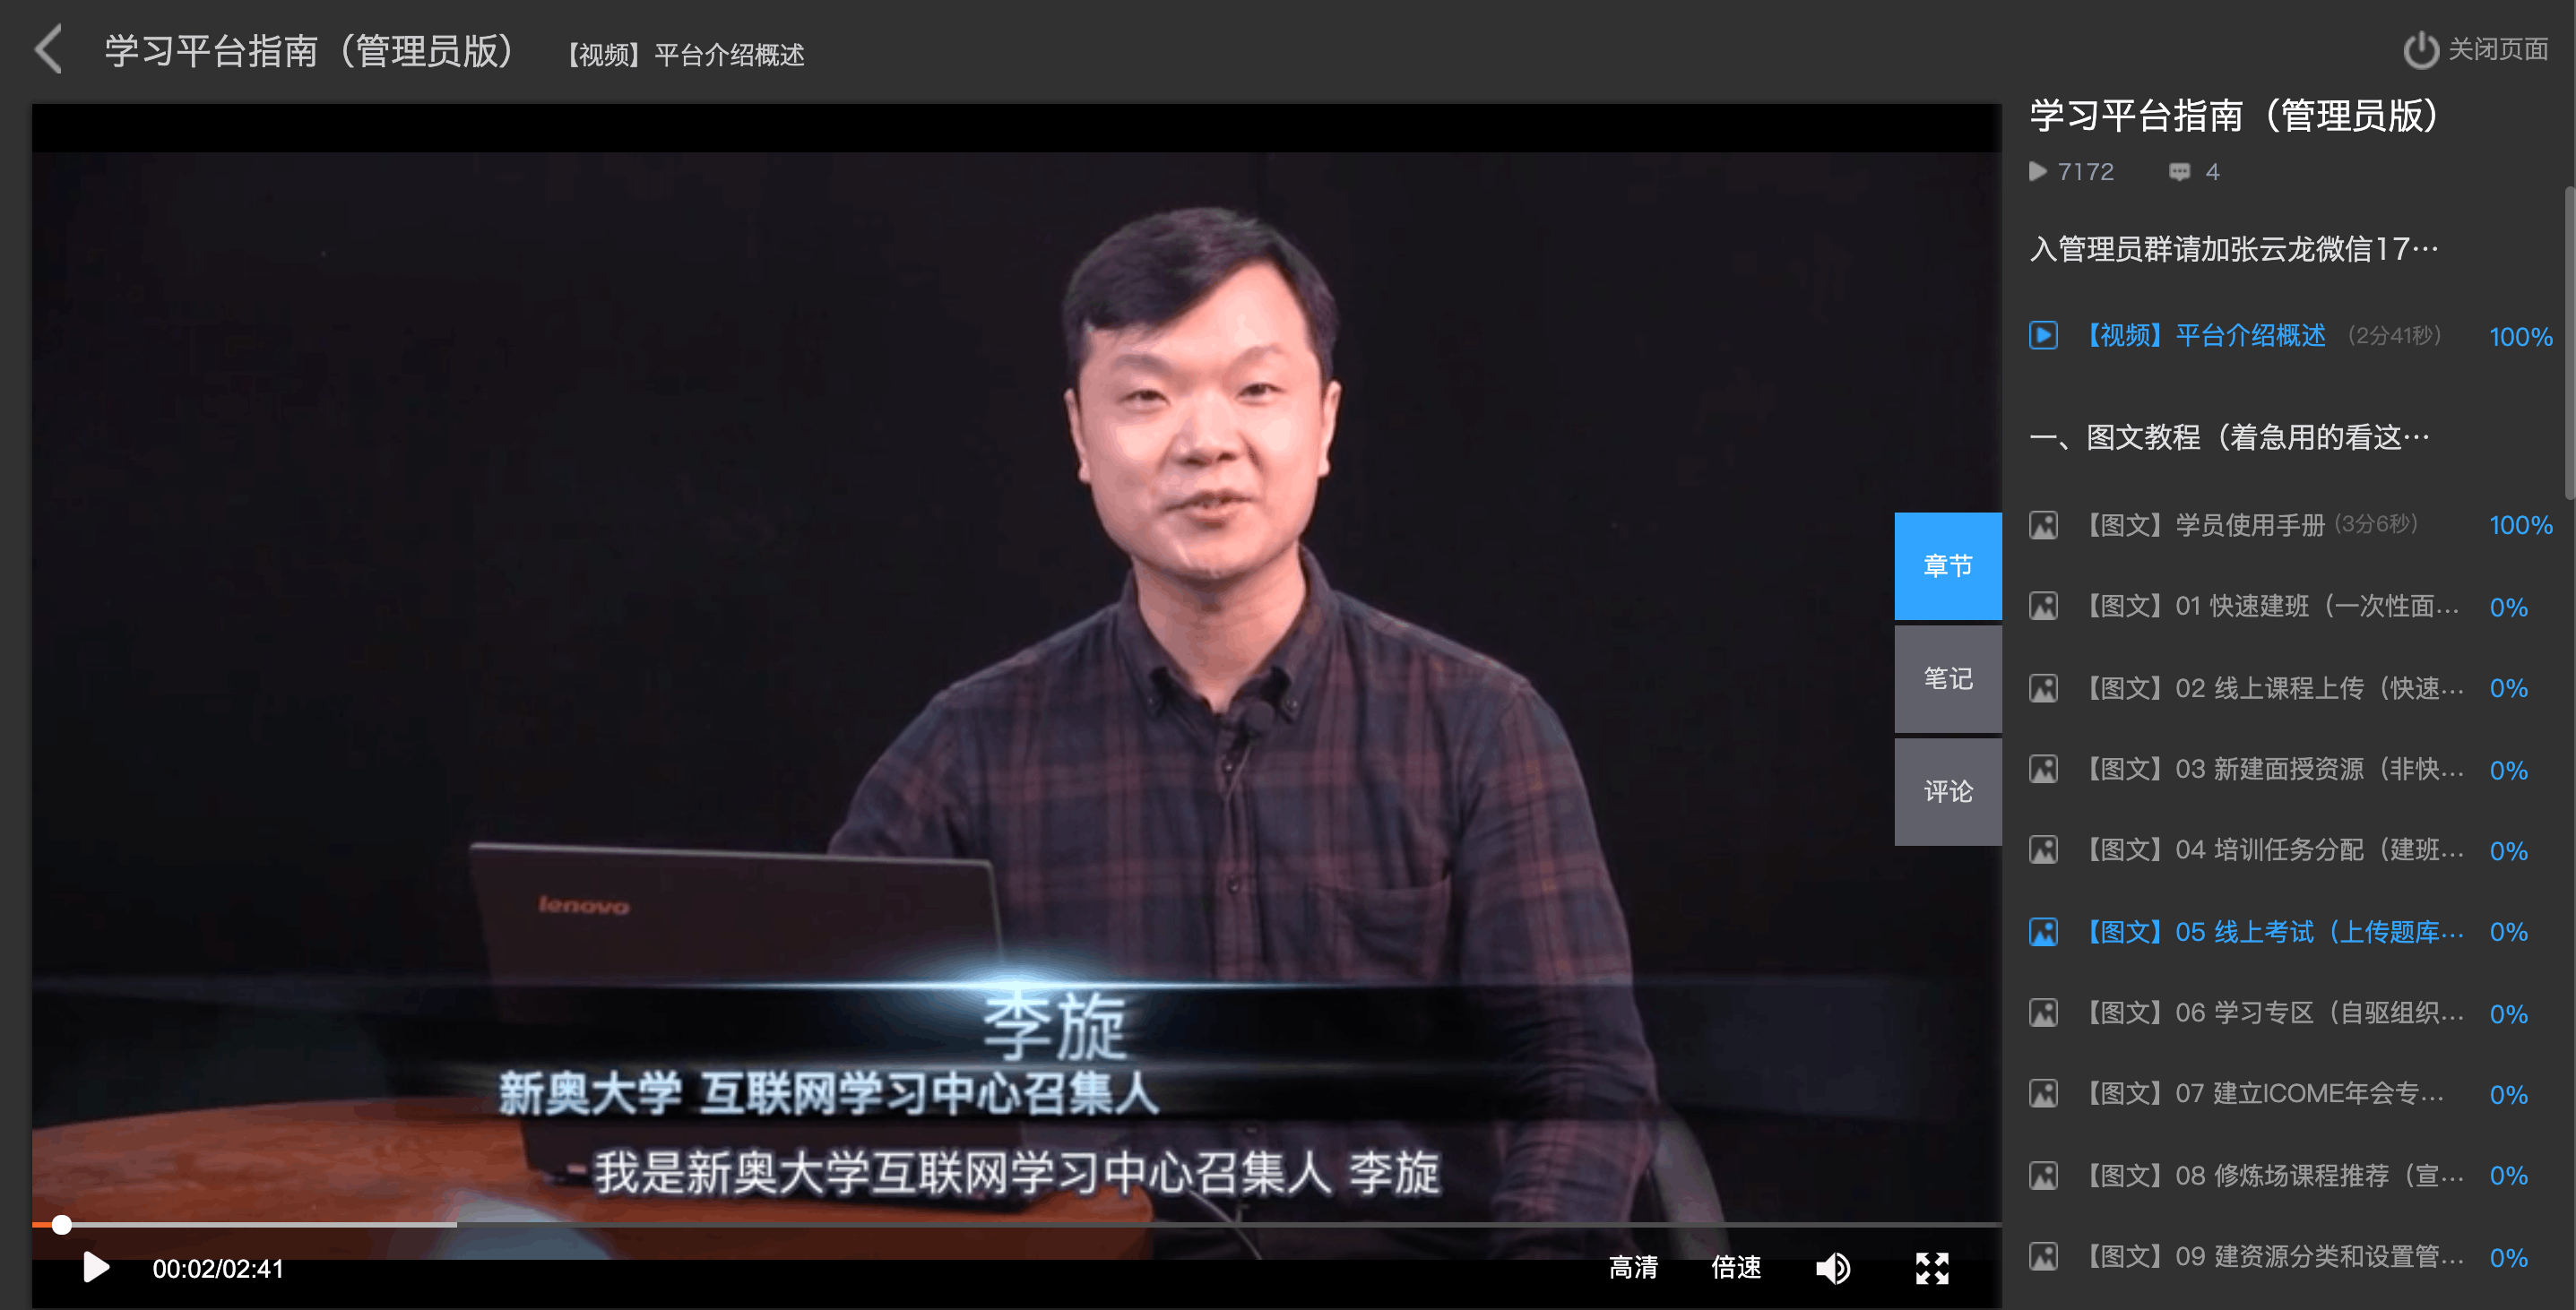 学习平台指南（管理员版） 【视频】平台介绍概述
关闭页面
lenovo
李旋
新奥大学 互联网学习中心召集人
我是新奥大学互联网学习中心召集人 李旋
00:02/02:41
高清 倍速
章节
笔记
评论
学习平台指南（管理员版）
7172 4
入管理员群请加张云龙微信17…
【视频】平台介绍概述（2分41秒） 100%
一、图文教程（着急用的看这…
【图文】学员使用手册（3分6秒） 100%
【图文】01 快速建班（一次性面… 0%
【图文】02 线上课程上传（快速… 0%
【图文】03 新建面授资源（非快… 0%
【图文】04 培训任务分配（建班… 0%
【图文】05 线上考试（上传题库… 0%
【图文】06 学习专区（自驱组织… 0%
【图文】07 建立ICOME年会专… 0%
【图文】08 修炼场课程推荐（宣… 0%
【图文】09 建资源分类和设置管… 0%